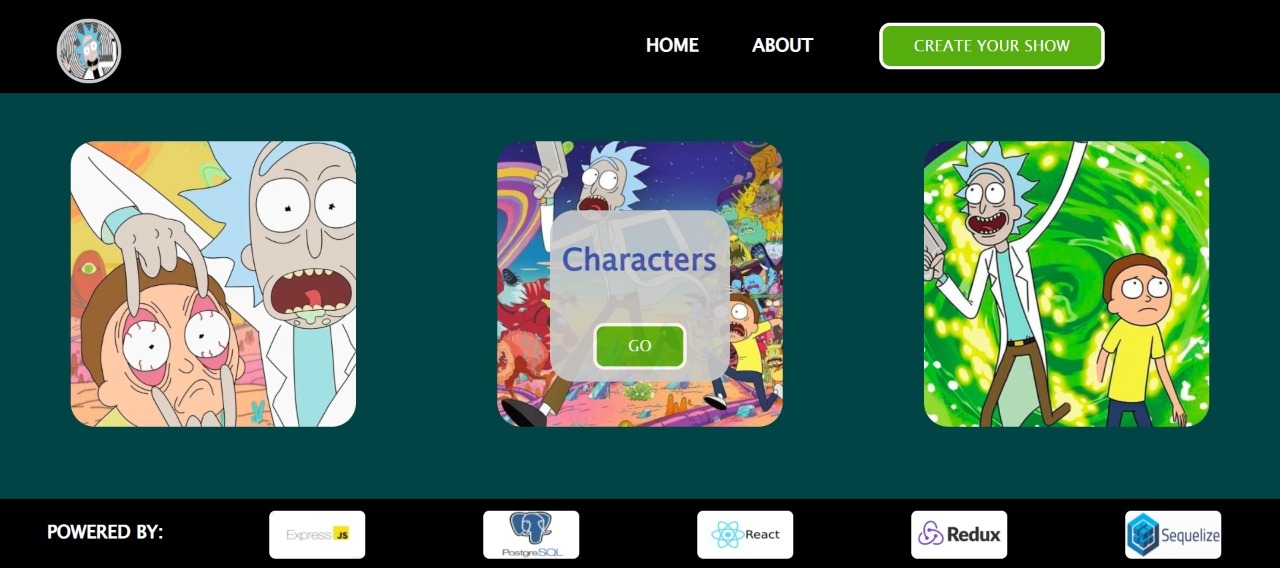 HOME
ABOUT
CREATE YOUR SHOW
Characters
GO
POWERED BY:
Express JS
PostgreSQL
React
Redux
Sequelize